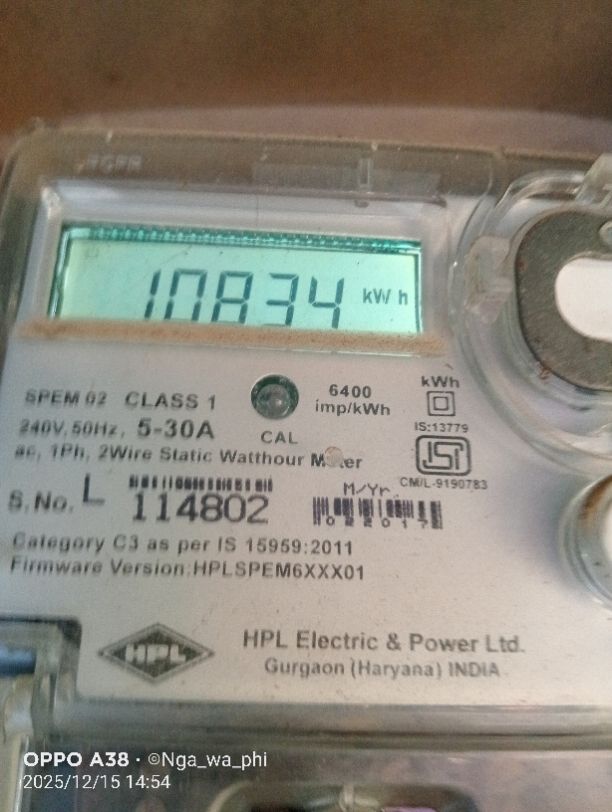 10834 kWh
SPEM 02 CLASS 1
6400
imp/kWh
kWh
240V, 50Hz, 5-30A
CAL
IS:13779
ac, 1Ph, 2Wire Static Watthour Meter
ISI
CM/L-9190783
S.No. L 114802
M/Yr.
022017
Category C3 as per IS 15959:2011
Firmware Version:HPLSPEM6XXX01
HPL
HPL Electric & Power Ltd.
Gurgaon (Haryana) INDIA
OPPO A38 · ©Nga_wa_phi
2025/12/15 14:54